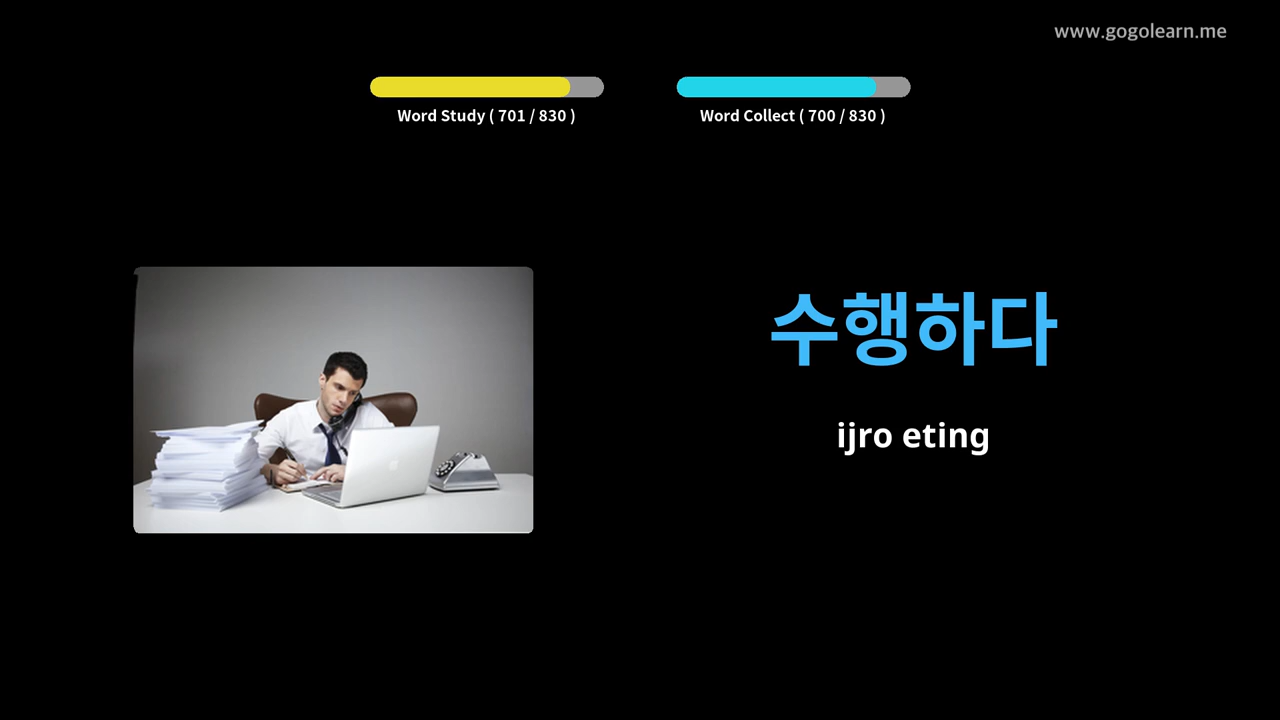 www.gogolearn.me
Word Study ( 701 / 830 )
Word Collect ( 700 / 830 )
수행하다
ijro eting